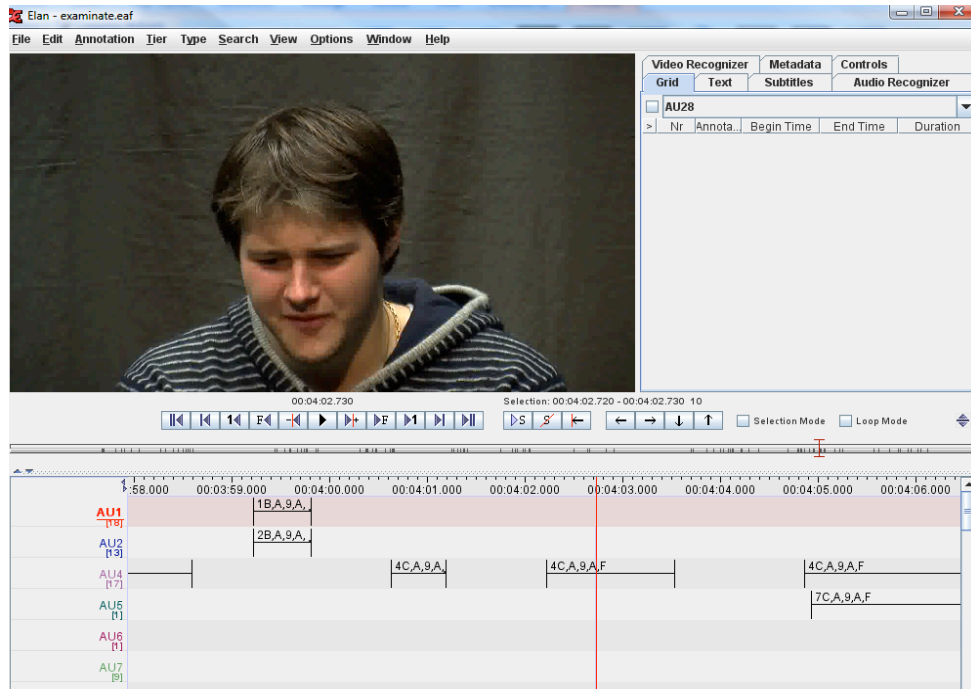 Elan - examinate.eaf
File Edit Annotation Tier Type Search View Options Window Help
Video Recognizer Metadata Controls
Grid Text Subtitles Audio Recognizer
AU28
> Nr Annota... Begin Time End Time Duration
00:04:02.730 Selection: 00:04:02.720 - 00:04:02.730 10
1 F F 1 S S Selection Mode Loop Mode
:58.000 00:03:59.000 00:04:00.000 00:04:01.000 00:04:02.000 00:04:03.000 00:04:04.000 00:04:05.000 00:04:06.000
AU1 1B,A,9,A,
[18]
AU2 2B,A,9,A,
[13]
AU4 4C,A,9,A, 4C,A,9,A,F 4C,A,9,A,F
[17]
AU5 7C,A,9,A,F
[1]
AU6
[1]
AU7
[9]